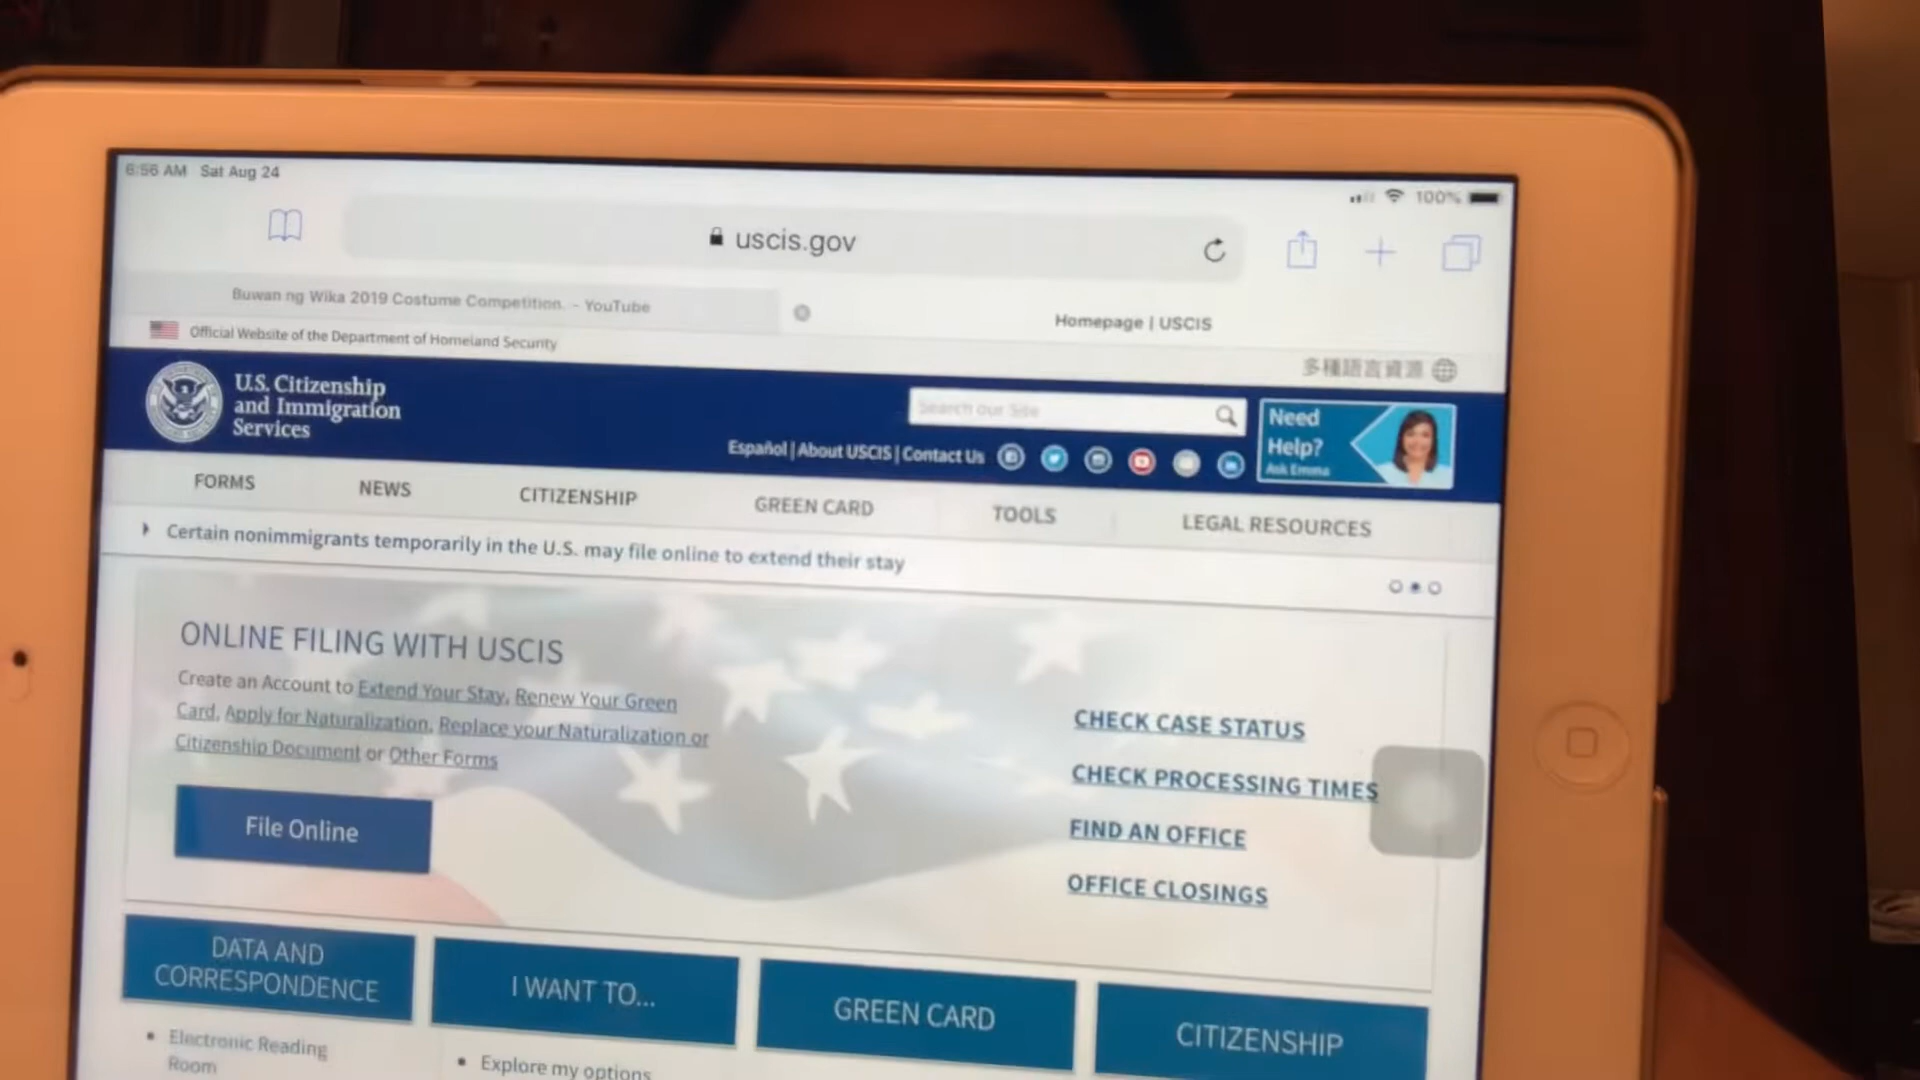 6:56 AM Sat Aug 24
100%
uscis.gov
Buwan ng Wika 2019 Costume Competition. - YouTube
Homepage | USCIS
Official Website of the Department of Homeland Security
多種語言資源
U.S. Citizenship
and Immigration
Services
Search our Site
Need
Help?
Ask Emma
Español | About USCIS | Contact Us
FORMS NEWS CITIZENSHIP GREEN CARD TOOLS LEGAL RESOURCES
Certain nonimmigrants temporarily in the U.S. may file online to extend their stay
ONLINE FILING WITH USCIS
Create an Account to Extend Your Stay, Renew Your Green
Card, Apply for Naturalization, Replace your Naturalization or
Citizenship Document or Other Forms
File Online
CHECK CASE STATUS
CHECK PROCESSING TIMES
FIND AN OFFICE
OFFICE CLOSINGS
DATA AND
CORRESPONDENCE
I WANT TO...
GREEN CARD
CITIZENSHIP
Electronic Reading
Room
Explore my options